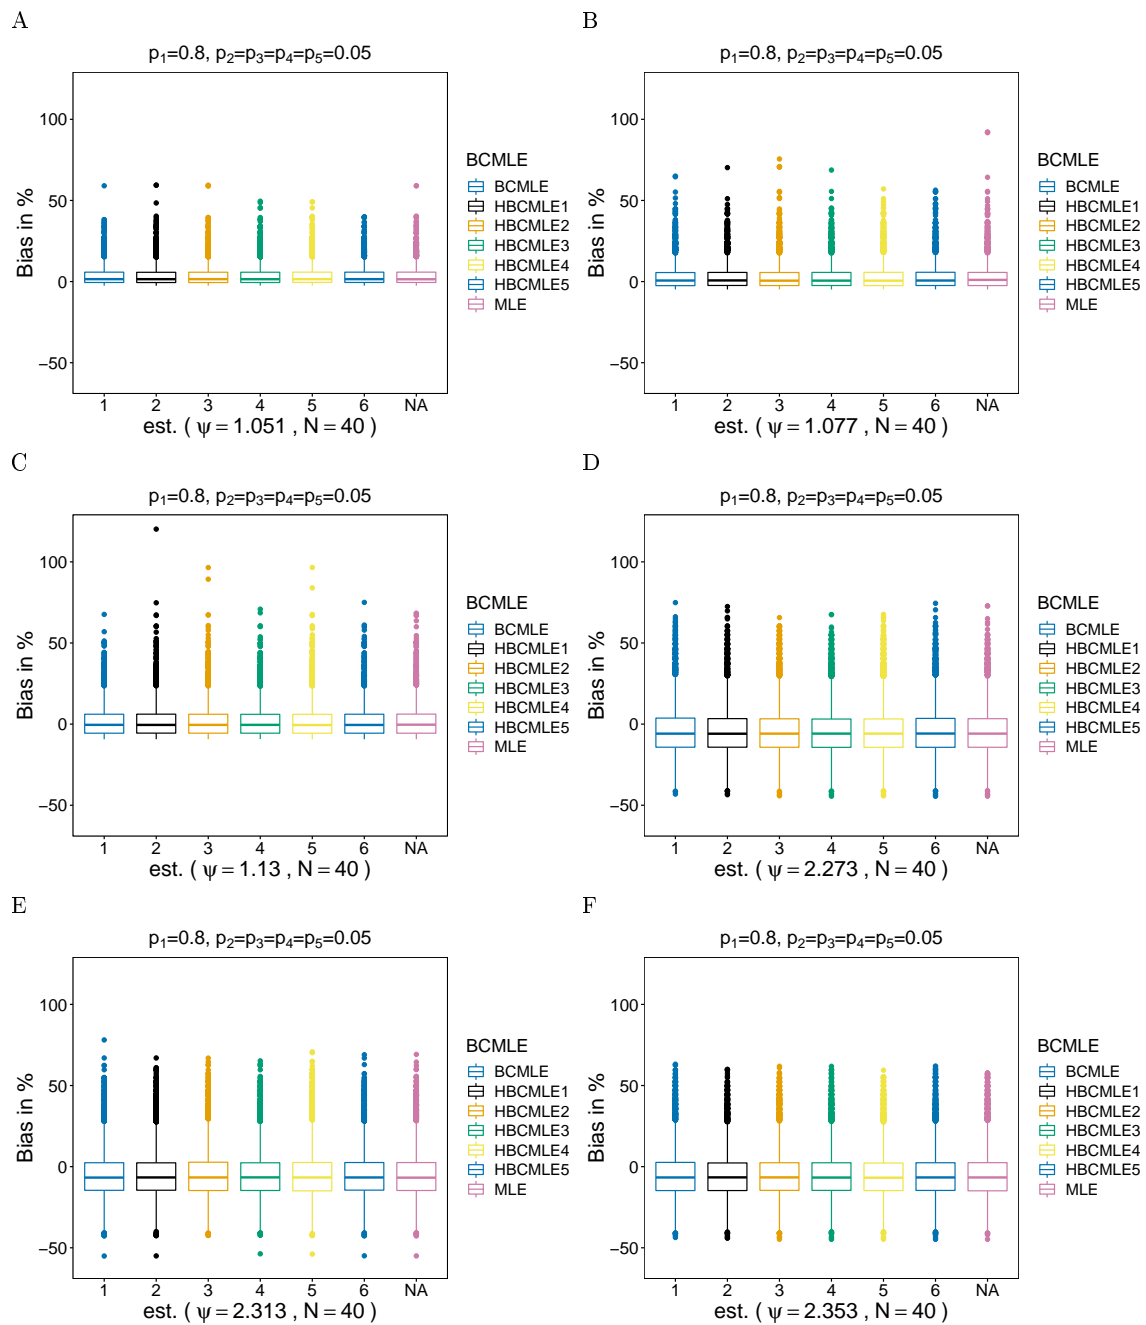 A
p1=0.8, p2=p3=p4=p5=0.05
Bias in %
100
50
0
−50
1 2 3 4 5 6 NA
est. ( ψ = 1.051 , N = 40 )
BCMLE
BCMLE
HBCMLE1
HBCMLE2
HBCMLE3
HBCMLE4
HBCMLE5
MLE
B
p1=0.8, p2=p3=p4=p5=0.05
Bias in %
100
50
0
−50
1 2 3 4 5 6 NA
est. ( ψ = 1.077 , N = 40 )
BCMLE
BCMLE
HBCMLE1
HBCMLE2
HBCMLE3
HBCMLE4
HBCMLE5
MLE
C
p1=0.8, p2=p3=p4=p5=0.05
Bias in %
100
50
0
−50
1 2 3 4 5 6 NA
est. ( ψ = 1.13 , N = 40 )
BCMLE
BCMLE
HBCMLE1
HBCMLE2
HBCMLE3
HBCMLE4
HBCMLE5
MLE
D
p1=0.8, p2=p3=p4=p5=0.05
Bias in %
100
50
0
−50
1 2 3 4 5 6 NA
est. ( ψ = 2.273 , N = 40 )
BCMLE
BCMLE
HBCMLE1
HBCMLE2
HBCMLE3
HBCMLE4
HBCMLE5
MLE
E
p1=0.8, p2=p3=p4=p5=0.05
Bias in %
100
50
0
−50
1 2 3 4 5 6 NA
est. ( ψ = 2.313 , N = 40 )
BCMLE
BCMLE
HBCMLE1
HBCMLE2
HBCMLE3
HBCMLE4
HBCMLE5
MLE
F
p1=0.8, p2=p3=p4=p5=0.05
Bias in %
100
50
0
−50
1 2 3 4 5 6 NA
est. ( ψ = 2.353 , N = 40 )
BCMLE
BCMLE
HBCMLE1
HBCMLE2
HBCMLE3
HBCMLE4
HBCMLE5
MLE